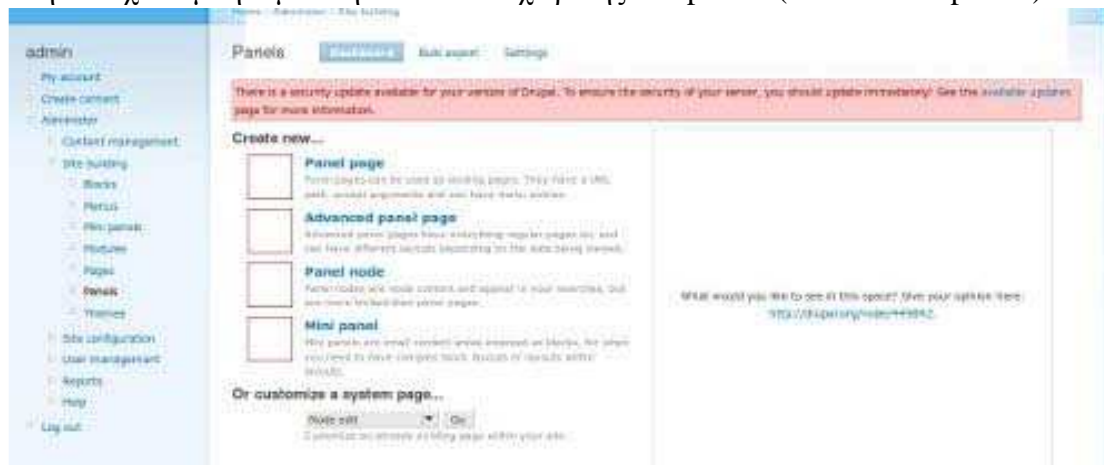 Home › Administer › Site building
admin
My account
Create content
Administer
Content management
Site building
Blocks
Menus
Mini panels
Modules
Pages
Panels
Themes
Site configuration
User management
Reports
Help
Log out
Panels Dashboard Bulk export Settings
There is a security update available for your version of Drupal. To ensure the security of your server, you should update immediately! See the available updates
page for more information.
Create new...
Panel page
Panel pages can be used as landing pages. They have a URL
path, accept arguments and can have menu entries.
Advanced panel page
Advanced panel pages have everything regular pages do, and
can have different layouts depending on the data being viewed.
Panel node
Panel nodes are node content and appear in your searches, but
are more limited than panel pages.
Mini panel
Mini panels are small content areas exposed as blocks, for when
you need to have complex block layouts or layouts within
layouts.
Or customize a system page...
Node edit Go
Customize an already existing page within your site.
What would you like to see in this space? Give your opinion here: